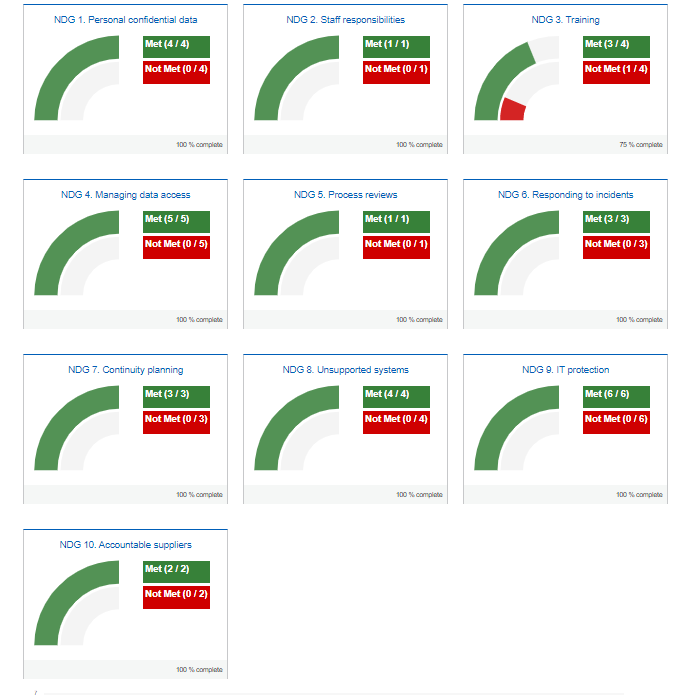 NDG 1. Personal confidential data
Met (4 / 4)
Not Met (0 / 4)
100 % complete
NDG 2. Staff responsibilities
Met (1 / 1)
Not Met (0 / 1)
100 % complete
NDG 3. Training
Met (3 / 4)
Not Met (1 / 4)
75 % complete
NDG 4. Managing data access
Met (5 / 5)
Not Met (0 / 5)
100 % complete
NDG 5. Process reviews
Met (1 / 1)
Not Met (0 / 1)
100 % complete
NDG 6. Responding to incidents
Met (3 / 3)
Not Met (0 / 3)
100 % complete
NDG 7. Continuity planning
Met (3 / 3)
Not Met (0 / 3)
100 % complete
NDG 8. Unsupported systems
Met (4 / 4)
Not Met (0 / 4)
100 % complete
NDG 9. IT protection
Met (6 / 6)
Not Met (0 / 6)
100 % complete
NDG 10. Accountable suppliers
Met (2 / 2)
Not Met (0 / 2)
100 % complete